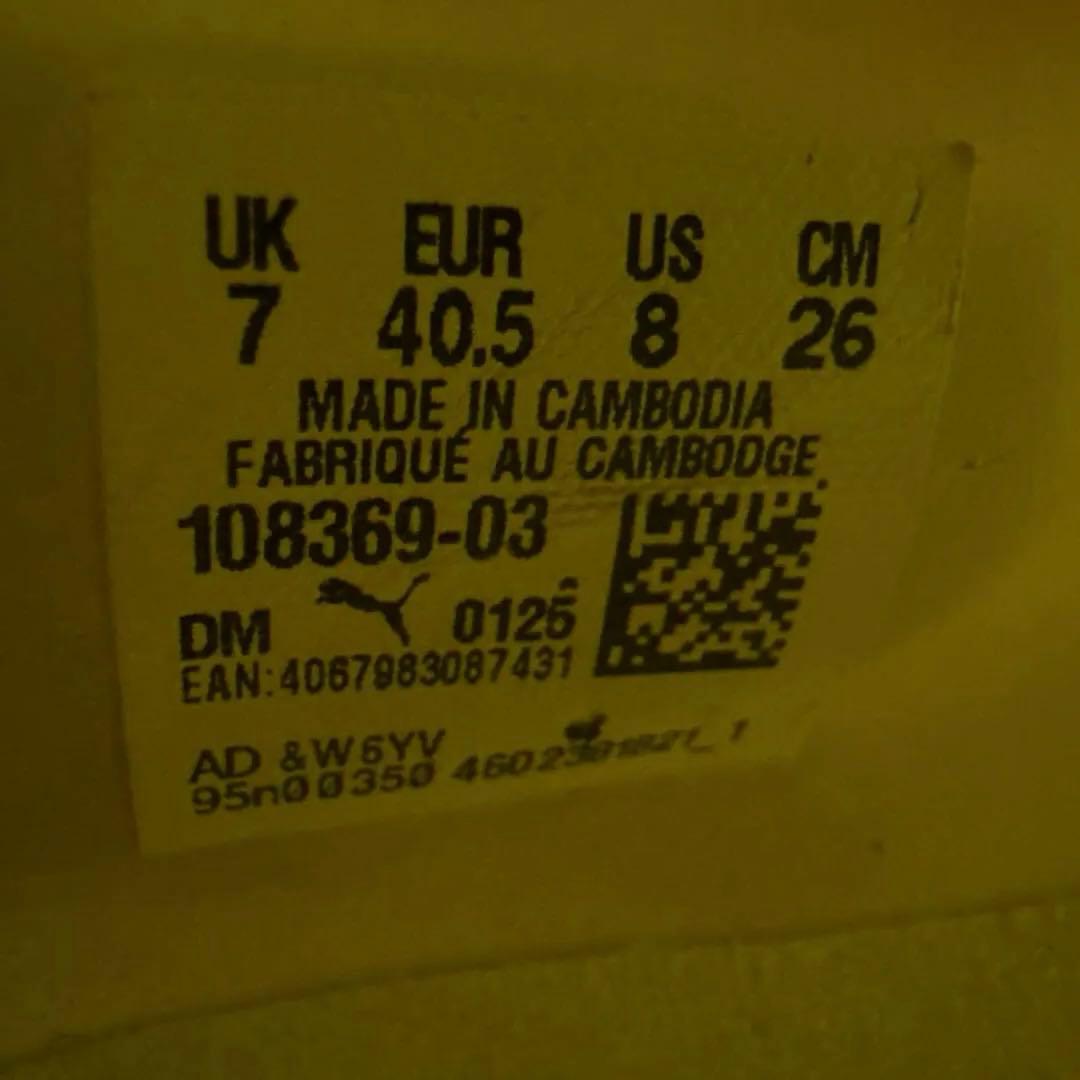 UK EUR US CM
7 40.5 8 26
MADE IN CAMBODIA
FABRIQUÉ AU CAMBODGE
108369-03
DM 0125
EAN:4067983087431
AD &W5YV
95n00350